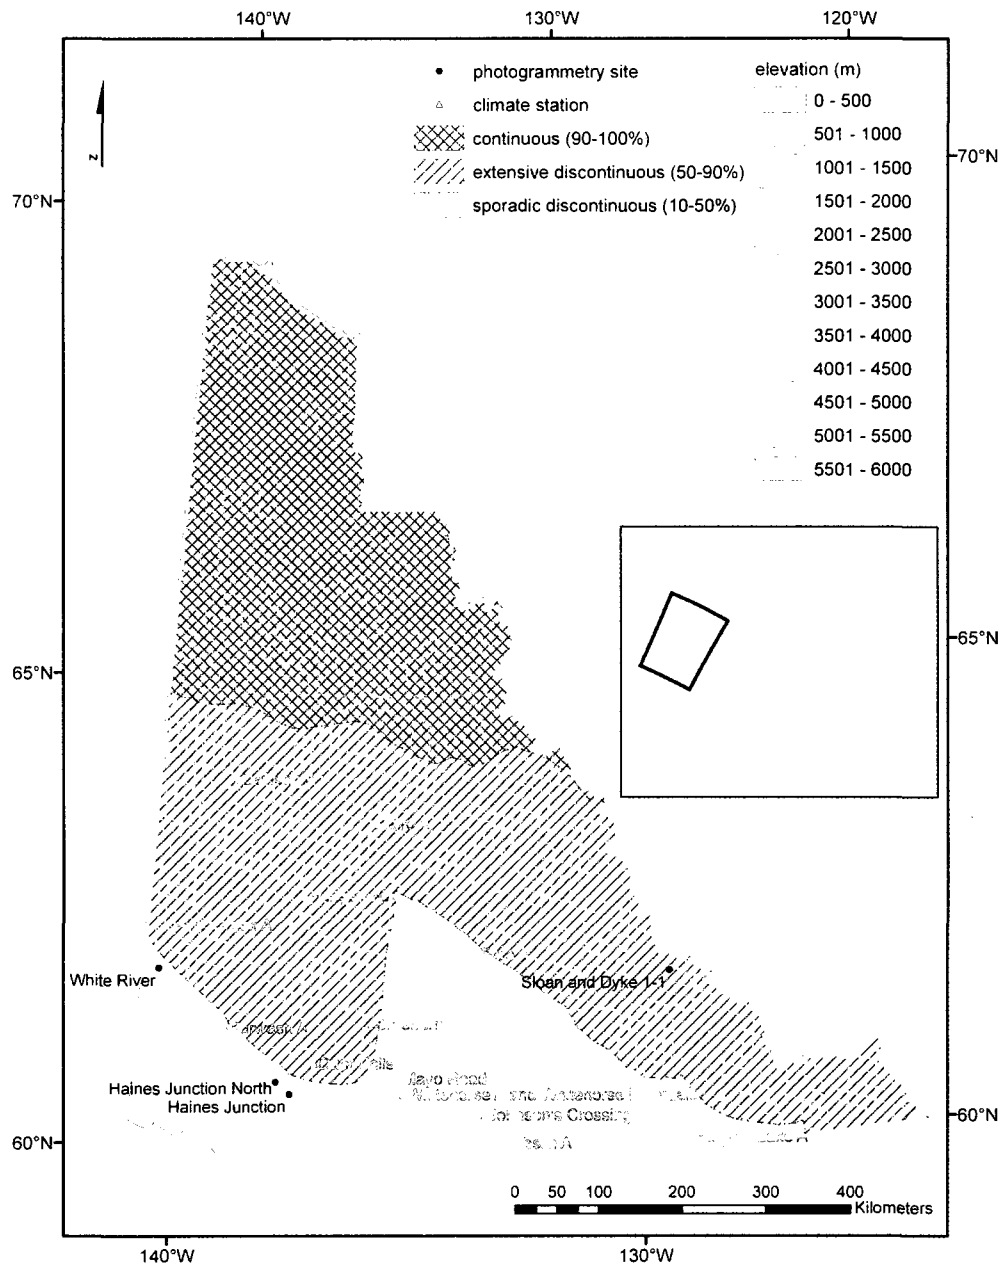 140°W 130°W 120°W
photogrammetry site
climate station
continuous (90-100%)
extensive discontinuous (50-90%)
sporadic discontinuous (10-50%)
elevation (m)
0 - 500
501 - 1000
1001 - 1500
1501 - 2000
2001 - 2500
2501 - 3000
3001 - 3500
3501 - 4000
4001 - 4500
4501 - 5000
5001 - 5500
5501 - 6000
z
70°N
70°N
65°N
65°N
White River
Sloan and Dyke 1-1
Haines Junction North
Haines Junction
Mayo Road
Johnsons Crossing
60°N
60°N
0 50 100 200 300 400
Kilometers
140°W 130°W